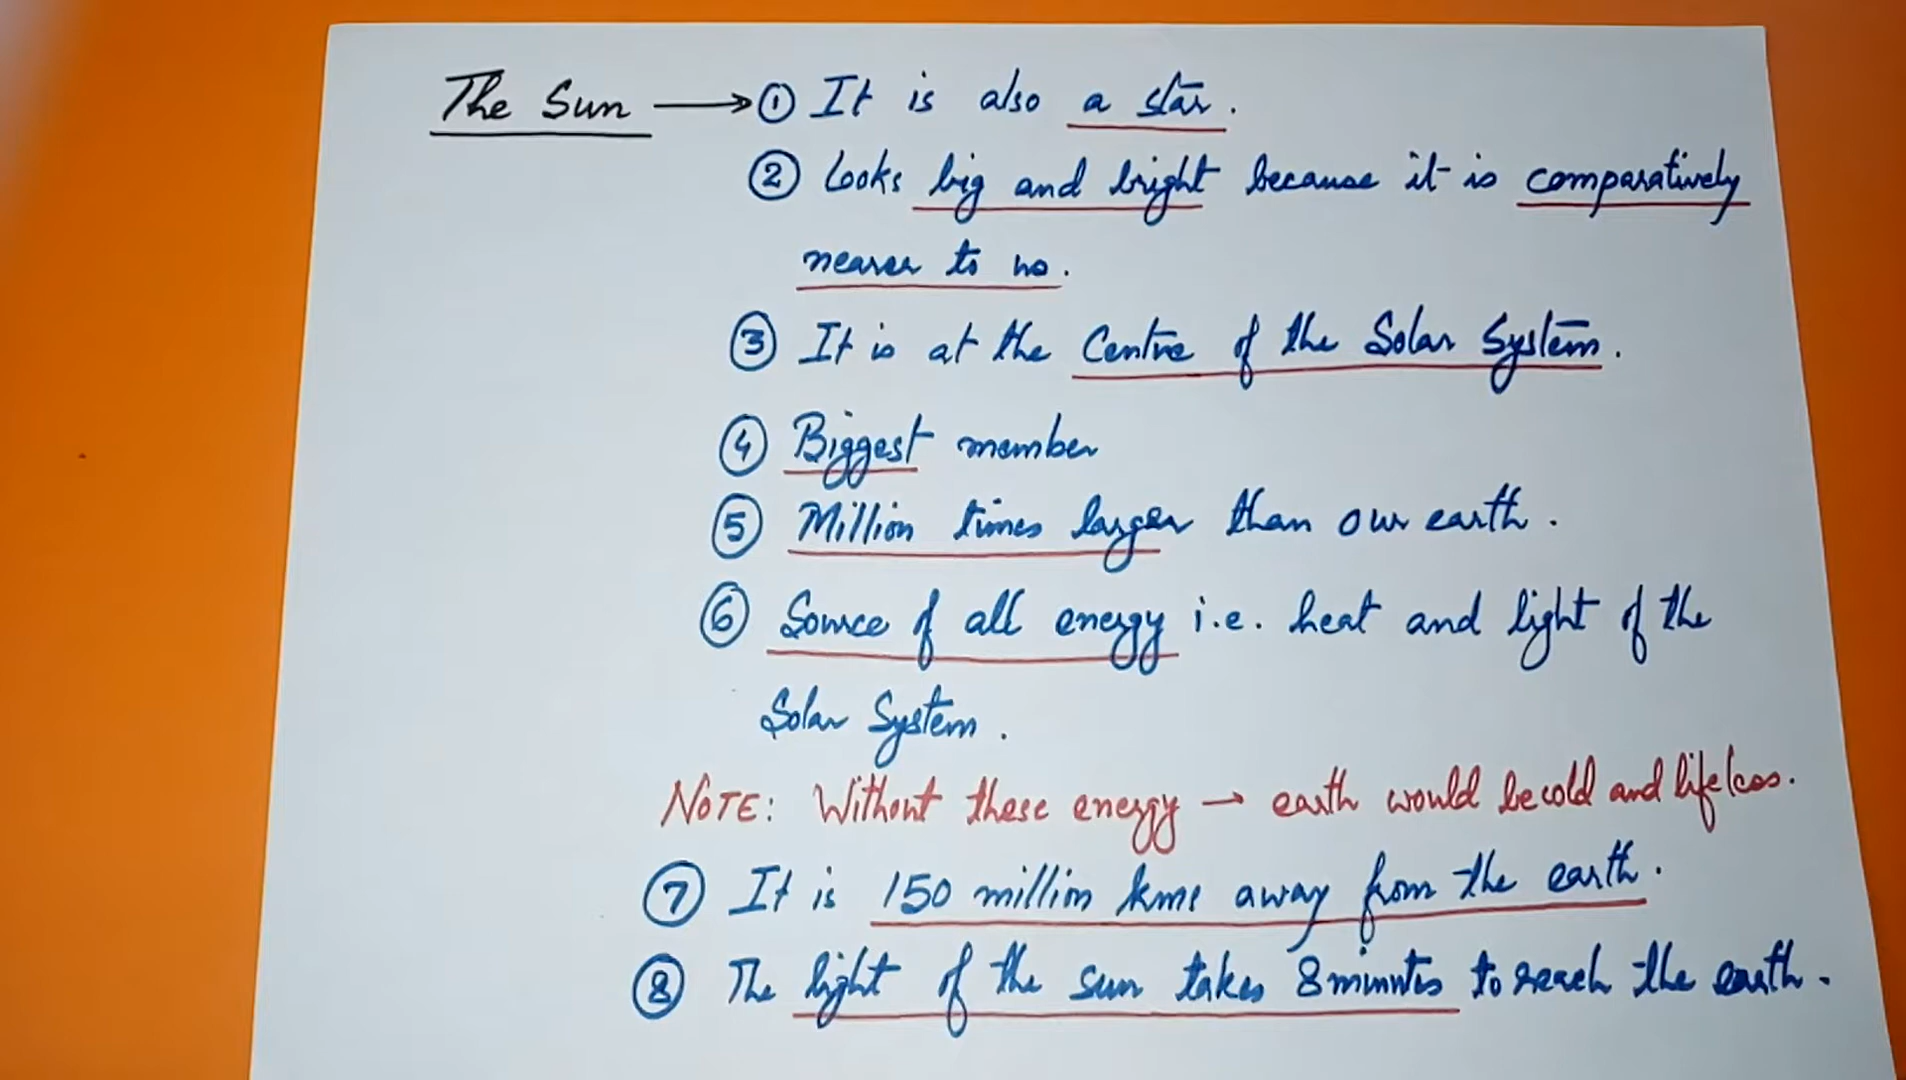 The Sun → ① It is also a star.
② Looks big and bright because it is comparatively
nearer to us.
③ It is at the Centre of the Solar System.
④ Biggest member
⑤ Million times larger than our earth.
⑥ Source of all energy i.e. heat and light of the
Solar System.
NOTE: Without these energy → earth would be cold and lifeless.
⑦ It is 150 million kms away from the earth.
⑧ The light of the sun takes 8 minutes to reach the earth.